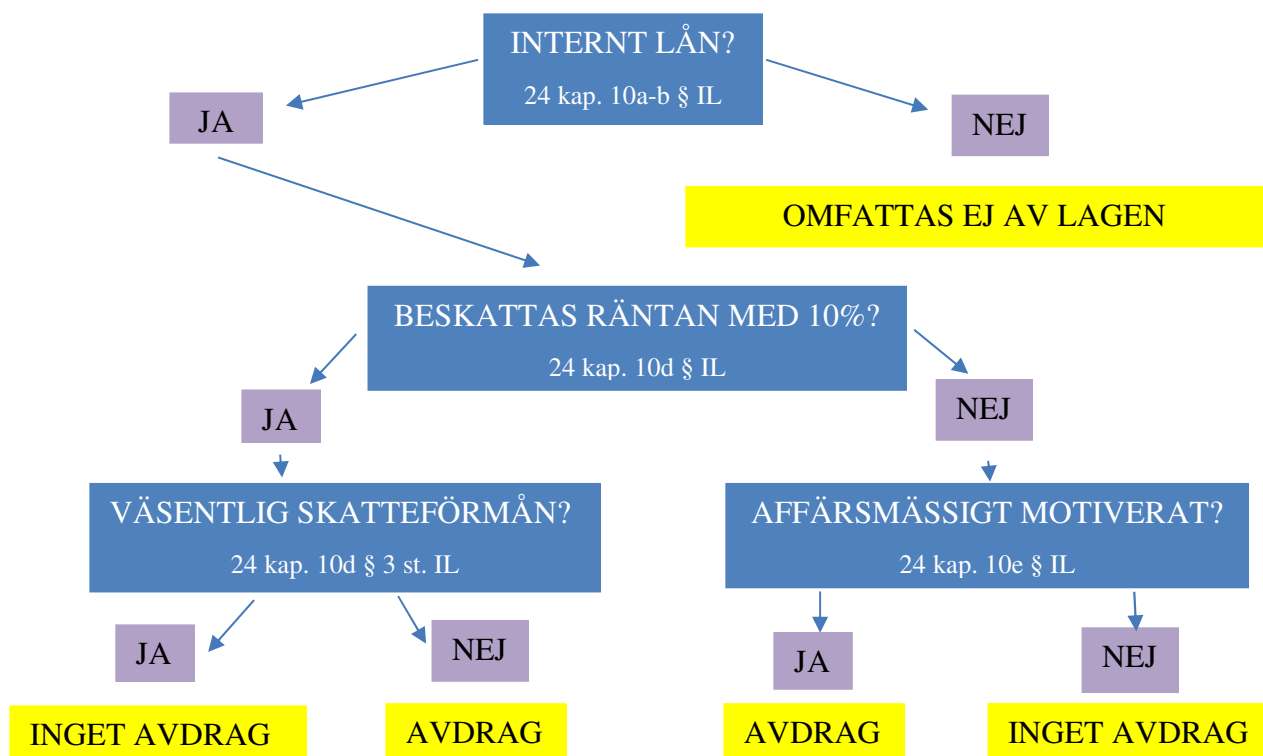 INTERNT LÅN?
24 kap. 10a-b § IL
JA
NEJ
OMFATTAS EJ AV LAGEN
BESKATTAS RÄNTAN MED 10%?
24 kap. 10d § IL
JA
NEJ
VÄSENTLIG SKATTEFÖRMÅN?
24 kap. 10d § 3 st. IL
AFFÄRSMÄSSIGT MOTIVERAT?
24 kap. 10e § IL
JA
NEJ
JA
NEJ
INGET AVDRAG
AVDRAG
AVDRAG
INGET AVDRAG